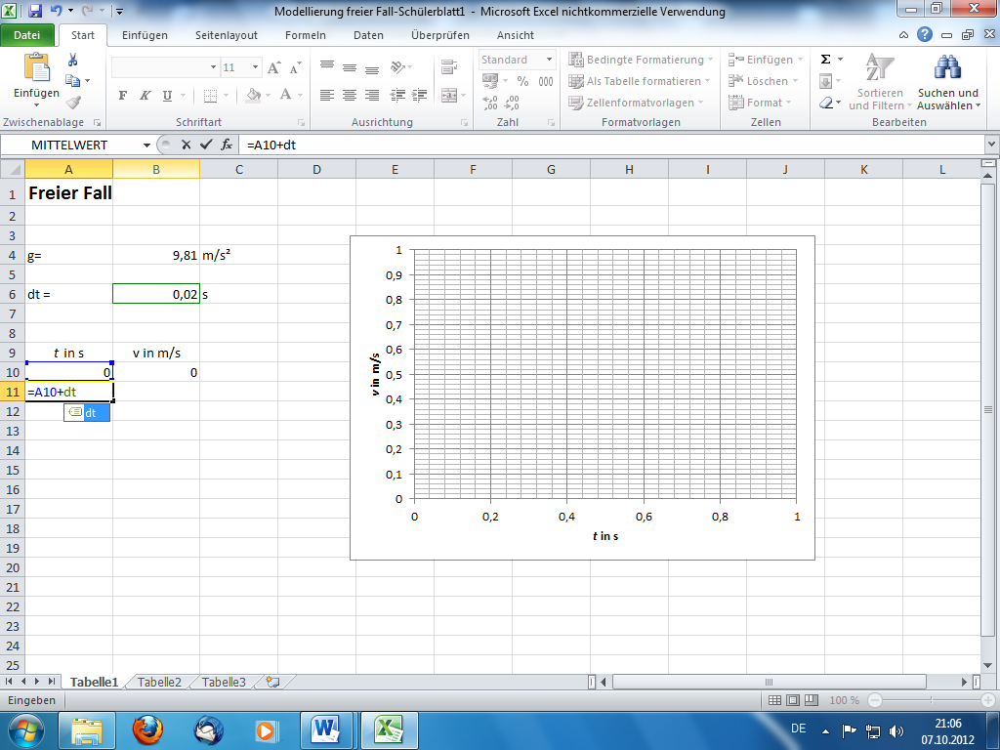 Modellierung freier Fall-Schülerblatt1 - Microsoft Excel nichtkommerzielle Verwendung
Datei Start Einfügen Seitenlayout Formeln Daten Überprüfen Ansicht
Einfügen
Zwischenablage
11
F K U
Schriftart
Ausrichtung
Standard
% 000
Zahl
Bedingte Formatierung
Als Tabelle formatieren
Zellenformatvorlagen
Formatvorlagen
Einfügen
Löschen
Format
Zellen
Σ
Sortieren und Filtern
Suchen und Auswählen
Bearbeiten
MITTELWERT fx =A10+dt
A B C D E F G H I J K L
1 Freier Fall
2
3
4 g= 9,81 m/s²
5
6 dt = 0,02 s
7
8
9 t in s v in m/s
10 0 0
11 =A10+dt
12 dt
13
14
15
16
17
18
19
20
21
22
23
24
25
1
0,9
0,8
0,7
0,6
0,5
0,4
0,3
0,2
0,1
0
v in m/s
0 0,2 0,4 0,6 0,8 1
t in s
Tabelle1 Tabelle2 Tabelle3
Eingeben 100 %
DE 21:06
07.10.2012